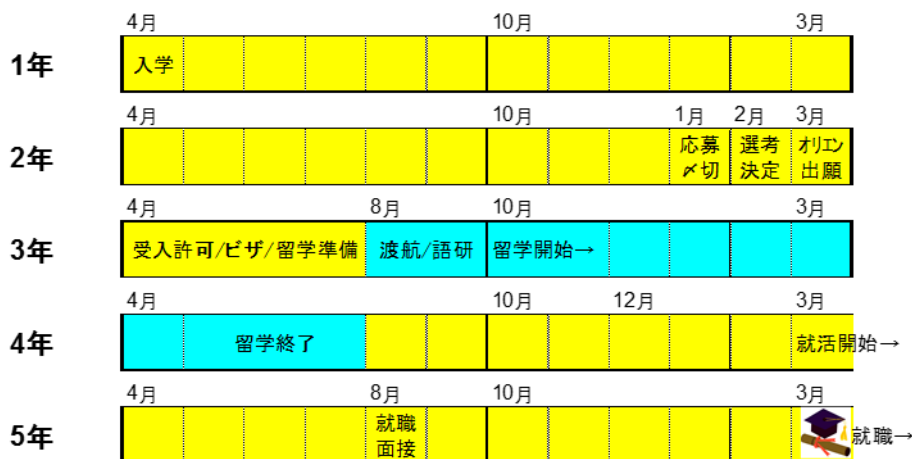 4月 10月 3月
1年 入学
4月 10月 1月 2月 3月
2年 応募 選考 オリエン
〆切 決定 出願
4月 8月 10月 3月
3年 受入許可/ビザ/留学準備 渡航/語研 留学開始→
4月 10月 12月 3月
4年 留学終了 就活開始→
4月 8月 10月 3月
5年 就職 就職→
面接